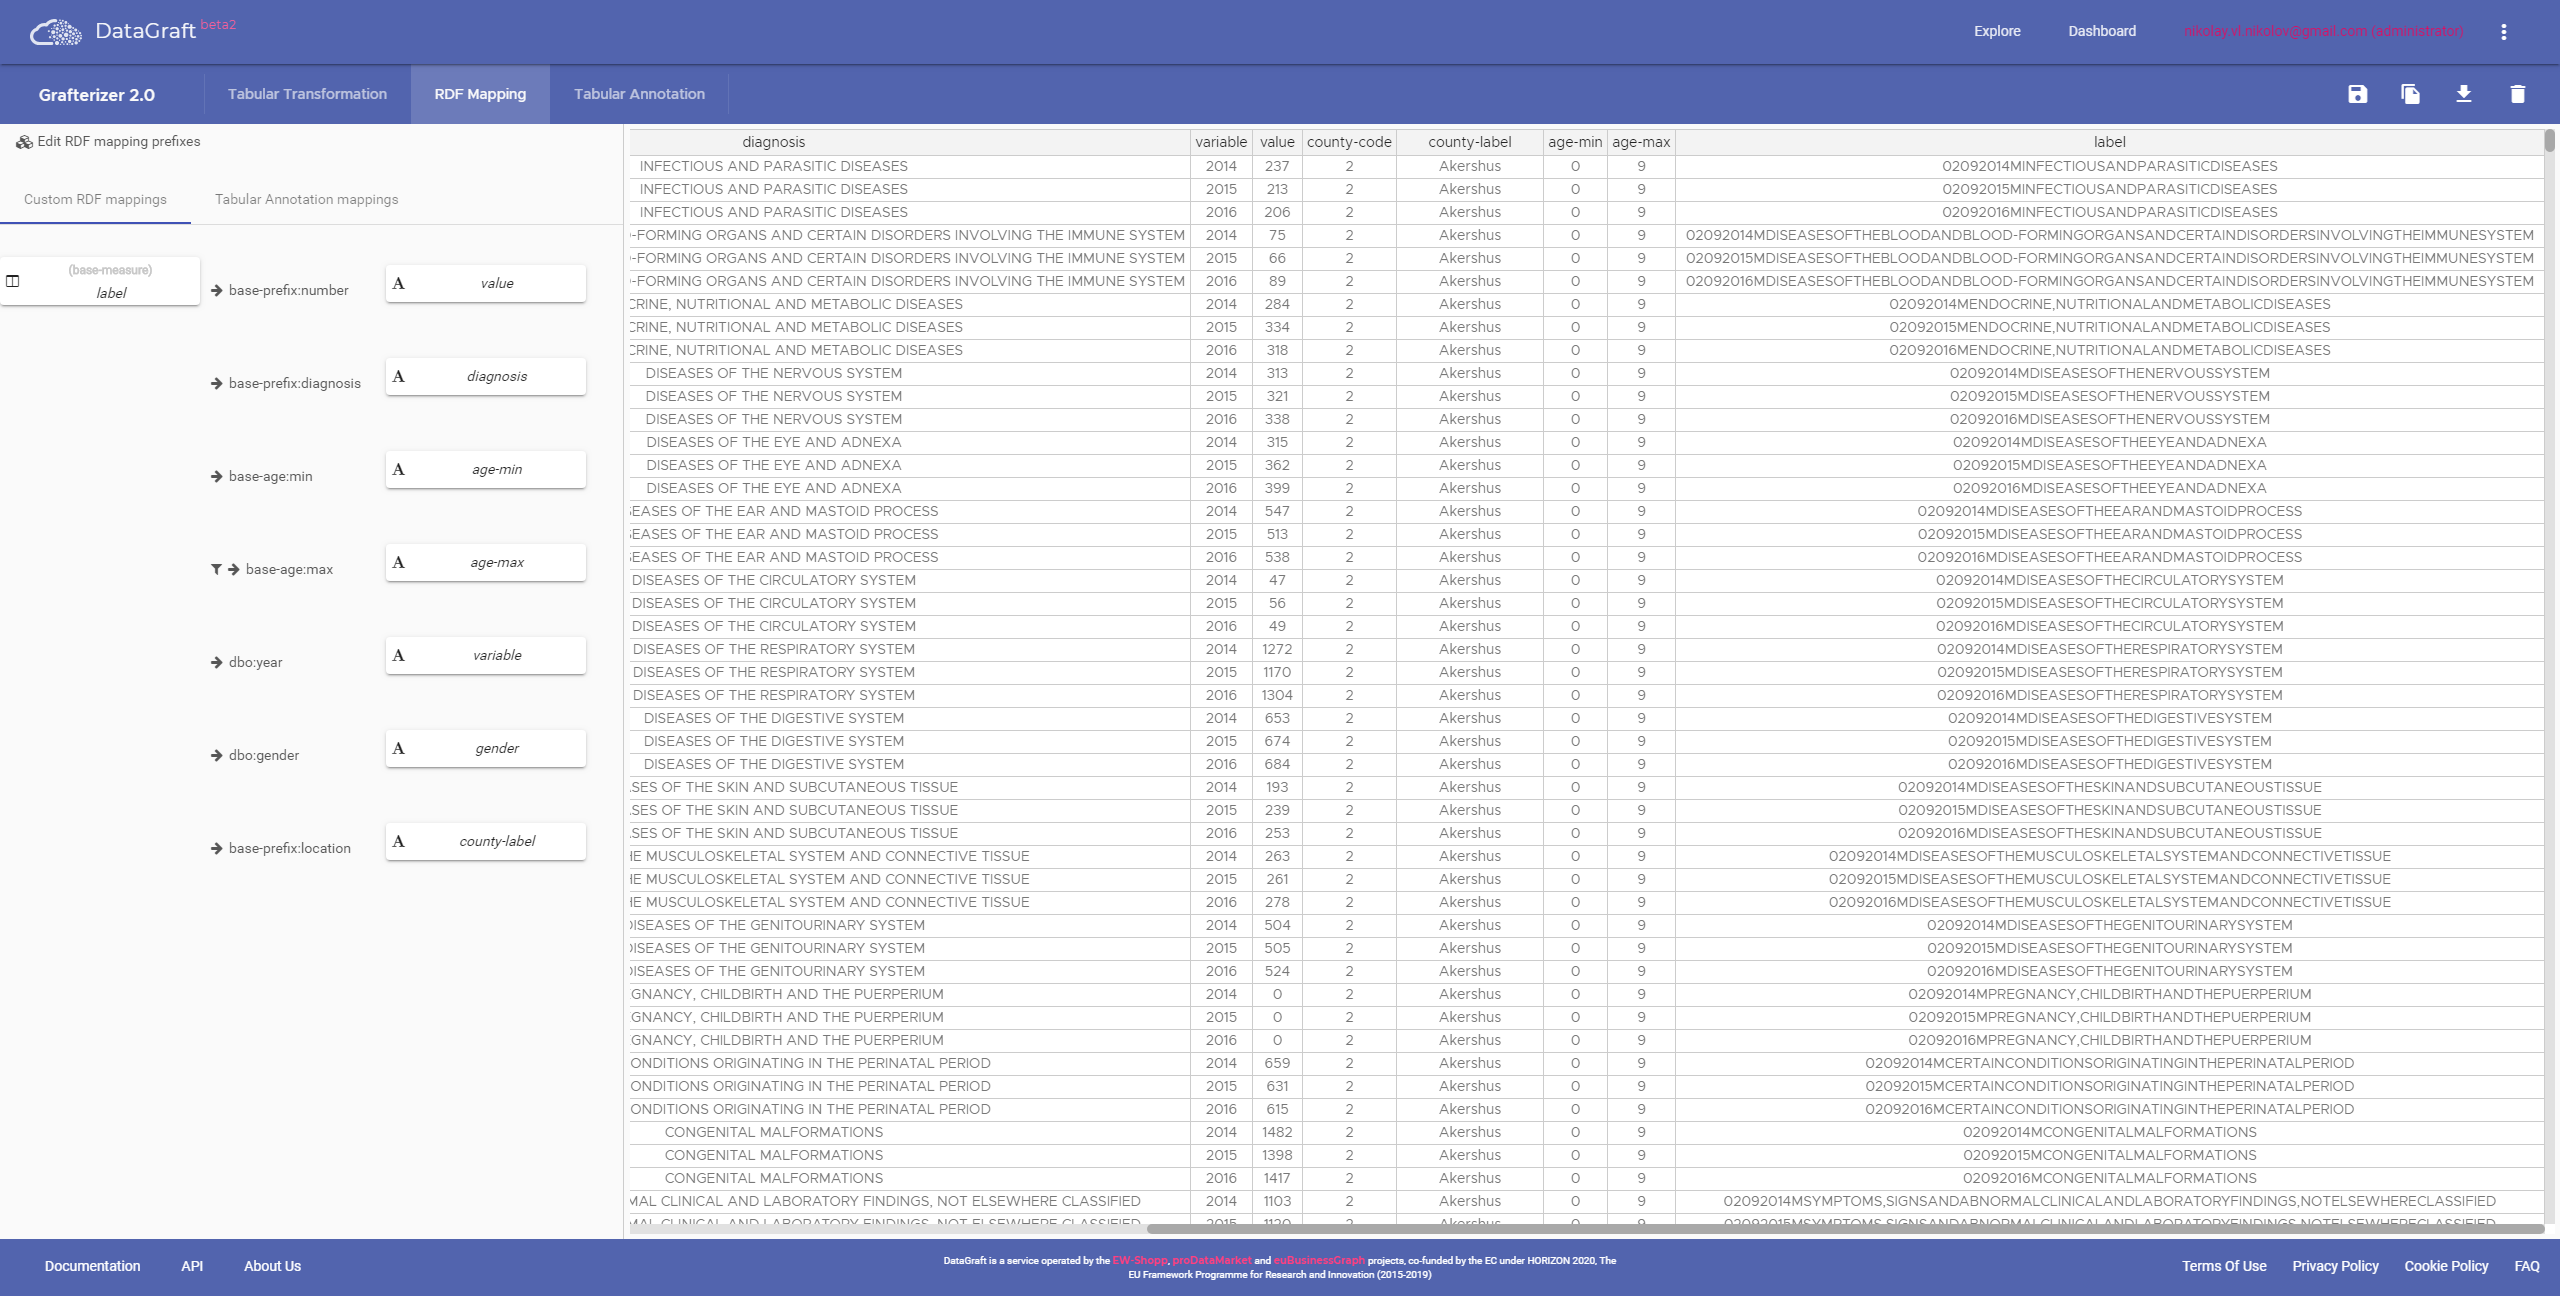 DataGraft beta2
Explore Dashboard nikolay.vl.nikolov@gmail.com (administrator)
Grafterizer 2.0 Tabular Transformation RDF Mapping Tabular Annotation
Edit RDF mapping prefixes
Custom RDF mappings Tabular Annotation mappings
(base-measure)
label
base-prefix:number A value
base-prefix:diagnosis A diagnosis
base-age:min A age-min
base-age:max A age-max
dbo:year A variable
dbo:gender A gender
base-prefix:location A county-label
diagnosis variable value county-code county-label age-min age-max label
INFECTIOUS AND PARASITIC DISEASES 2014 237 2 Akershus 0 9 02092014MINFECTIOUSANDPARASITICDISEASES
INFECTIOUS AND PARASITIC DISEASES 2015 213 2 Akershus 0 9 02092015MINFECTIOUSANDPARASITICDISEASES
INFECTIOUS AND PARASITIC DISEASES 2016 206 2 Akershus 0 9 02092016MINFECTIOUSANDPARASITICDISEASES
-FORMING ORGANS AND CERTAIN DISORDERS INVOLVING THE IMMUNE SYSTEM 2014 75 2 Akershus 0 9 02092014MDISEASESOFTHEBLOODANDBLOOD-FORMINGORGANSANDCERTAINDISORDERSINVOLVINGTHEIMMUNESYSTEM
-FORMING ORGANS AND CERTAIN DISORDERS INVOLVING THE IMMUNE SYSTEM 2015 66 2 Akershus 0 9 02092015MDISEASESOFTHEBLOODANDBLOOD-FORMINGORGANSANDCERTAINDISORDERSINVOLVINGTHEIMMUNESYSTEM
-FORMING ORGANS AND CERTAIN DISORDERS INVOLVING THE IMMUNE SYSTEM 2016 89 2 Akershus 0 9 02092016MDISEASESOFTHEBLOODANDBLOOD-FORMINGORGANSANDCERTAINDISORDERSINVOLVINGTHEIMMUNESYSTEM
CRINE, NUTRITIONAL AND METABOLIC DISEASES 2014 284 2 Akershus 0 9 02092014MENDOCRINE,NUTRITIONALANDMETABOLICDISEASES
CRINE, NUTRITIONAL AND METABOLIC DISEASES 2015 334 2 Akershus 0 9 02092015MENDOCRINE,NUTRITIONALANDMETABOLICDISEASES
CRINE, NUTRITIONAL AND METABOLIC DISEASES 2016 318 2 Akershus 0 9 02092016MENDOCRINE,NUTRITIONALANDMETABOLICDISEASES
DISEASES OF THE NERVOUS SYSTEM 2014 313 2 Akershus 0 9 02092014MDISEASESOFTHENERVOUSSYSTEM
DISEASES OF THE NERVOUS SYSTEM 2015 321 2 Akershus 0 9 02092015MDISEASESOFTHENERVOUSSYSTEM
DISEASES OF THE NERVOUS SYSTEM 2016 338 2 Akershus 0 9 02092016MDISEASESOFTHENERVOUSSYSTEM
DISEASES OF THE EYE AND ADNEXA 2014 315 2 Akershus 0 9 02092014MDISEASESOFTHEEYEANDADNEXA
DISEASES OF THE EYE AND ADNEXA 2015 362 2 Akershus 0 9 02092015MDISEASESOFTHEEYEANDADNEXA
DISEASES OF THE EYE AND ADNEXA 2016 399 2 Akershus 0 9 02092016MDISEASESOFTHEEYEANDADNEXA
EASES OF THE EAR AND MASTOID PROCESS 2014 547 2 Akershus 0 9 02092014MDISEASESOFTHEEARANDMASTOIDPROCESS
EASES OF THE EAR AND MASTOID PROCESS 2015 513 2 Akershus 0 9 02092015MDISEASESOFTHEEARANDMASTOIDPROCESS
EASES OF THE EAR AND MASTOID PROCESS 2016 538 2 Akershus 0 9 02092016MDISEASESOFTHEEARANDMASTOIDPROCESS
DISEASES OF THE CIRCULATORY SYSTEM 2014 47 2 Akershus 0 9 02092014MDISEASESOFTHECIRCULATORYSYSTEM
DISEASES OF THE CIRCULATORY SYSTEM 2015 56 2 Akershus 0 9 02092015MDISEASESOFTHECIRCULATORYSYSTEM
DISEASES OF THE CIRCULATORY SYSTEM 2016 49 2 Akershus 0 9 02092016MDISEASESOFTHECIRCULATORYSYSTEM
DISEASES OF THE RESPIRATORY SYSTEM 2014 1272 2 Akershus 0 9 02092014MDISEASESOFTHERESPIRATORYSYSTEM
DISEASES OF THE RESPIRATORY SYSTEM 2015 1170 2 Akershus 0 9 02092015MDISEASESOFTHERESPIRATORYSYSTEM
DISEASES OF THE RESPIRATORY SYSTEM 2016 1304 2 Akershus 0 9 02092016MDISEASESOFTHERESPIRATORYSYSTEM
DISEASES OF THE DIGESTIVE SYSTEM 2014 653 2 Akershus 0 9 02092014MDISEASESOFTHEDIGESTIVESYSTEM
DISEASES OF THE DIGESTIVE SYSTEM 2015 674 2 Akershus 0 9 02092015MDISEASESOFTHEDIGESTIVESYSTEM
DISEASES OF THE DIGESTIVE SYSTEM 2016 684 2 Akershus 0 9 02092016MDISEASESOFTHEDIGESTIVESYSTEM
SES OF THE SKIN AND SUBCUTANEOUS TISSUE 2014 193 2 Akershus 0 9 02092014MDISEASESOFTHESKINANDSUBCUTANEOUSTISSUE
SES OF THE SKIN AND SUBCUTANEOUS TISSUE 2015 239 2 Akershus 0 9 02092015MDISEASESOFTHESKINANDSUBCUTANEOUSTISSUE
SES OF THE SKIN AND SUBCUTANEOUS TISSUE 2016 253 2 Akershus 0 9 02092016MDISEASESOFTHESKINANDSUBCUTANEOUSTISSUE
HE MUSCULOSKELETAL SYSTEM AND CONNECTIVE TISSUE 2014 263 2 Akershus 0 9 02092014MDISEASESOFTHEMUSCULOSKELETALSYSTEMANDCONNECTIVETISSUE
HE MUSCULOSKELETAL SYSTEM AND CONNECTIVE TISSUE 2015 261 2 Akershus 0 9 02092015MDISEASESOFTHEMUSCULOSKELETALSYSTEMANDCONNECTIVETISSUE
HE MUSCULOSKELETAL SYSTEM AND CONNECTIVE TISSUE 2016 278 2 Akershus 0 9 02092016MDISEASESOFTHEMUSCULOSKELETALSYSTEMANDCONNECTIVETISSUE
DISEASES OF THE GENITOURINARY SYSTEM 2014 504 2 Akershus 0 9 02092014MDISEASESOFTHEGENITOURINARYSYSTEM
DISEASES OF THE GENITOURINARY SYSTEM 2015 505 2 Akershus 0 9 02092015MDISEASESOFTHEGENITOURINARYSYSTEM
DISEASES OF THE GENITOURINARY SYSTEM 2016 524 2 Akershus 0 9 02092016MDISEASESOFTHEGENITOURINARYSYSTEM
GNANCY, CHILDBIRTH AND THE PUERPERIUM 2014 0 2 Akershus 0 9 02092014MPREGNANCY,CHILDBIRTHANDTHEPUERPERIUM
GNANCY, CHILDBIRTH AND THE PUERPERIUM 2015 0 2 Akershus 0 9 02092015MPREGNANCY,CHILDBIRTHANDTHEPUERPERIUM
GNANCY, CHILDBIRTH AND THE PUERPERIUM 2016 0 2 Akershus 0 9 02092016MPREGNANCY,CHILDBIRTHANDTHEPUERPERIUM
ONDITIONS ORIGINATING IN THE PERINATAL PERIOD 2014 659 2 Akershus 0 9 02092014MCERTAINCONDITIONSORIGINATINGINTHEPERINATALPERIOD
ONDITIONS ORIGINATING IN THE PERINATAL PERIOD 2015 631 2 Akershus 0 9 02092015MCERTAINCONDITIONSORIGINATINGINTHEPERINATALPERIOD
ONDITIONS ORIGINATING IN THE PERINATAL PERIOD 2016 615 2 Akershus 0 9 02092016MCERTAINCONDITIONSORIGINATINGINTHEPERINATALPERIOD
CONGENITAL MALFORMATIONS 2014 1482 2 Akershus 0 9 02092014MCONGENITALMALFORMATIONS
CONGENITAL MALFORMATIONS 2015 1398 2 Akershus 0 9 02092015MCONGENITALMALFORMATIONS
CONGENITAL MALFORMATIONS 2016 1417 2 Akershus 0 9 02092016MCONGENITALMALFORMATIONS
MAL CLINICAL AND LABORATORY FINDINGS, NOT ELSEWHERE CLASSIFIED 2014 1103 2 Akershus 0 9 02092014MSYMPTOMS,SIGNSANDABNORMALCLINICALANDLABORATORYFINDINGS,NOTELSEWHERECLASSIFIED
MAL CLINICAL AND LABORATORY FINDINGS, NOT ELSEWHERE CLASSIFIED 2015 1120 2 Akershus 0 9 02092015MSYMPTOMS,SIGNSANDABNORMALCLINICALANDLABORATORYFINDINGS,NOTELSEWHERECLASSIFIED
Documentation API About Us
DataGraft is a service operated by the EW-Shopp, proDataMarket and euBusinessGraph projects, co-funded by the EC under HORIZON 2020, The
EU Framework Programme for Research and Innovation (2015-2019)
Terms Of Use Privacy Policy Cookie Policy FAQ